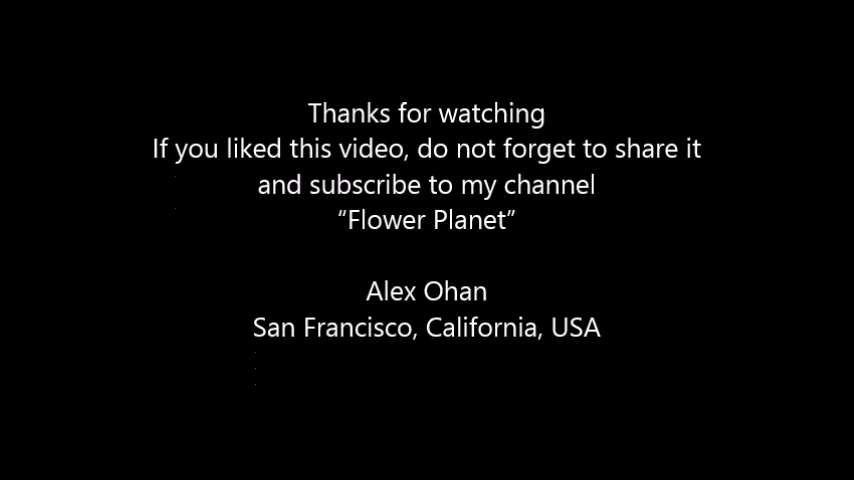 Thanks for watching
If you liked this video, do not forget to share it
and subscribe to my channel
“Flower Planet”
Alex Ohan
San Francisco, California, USA